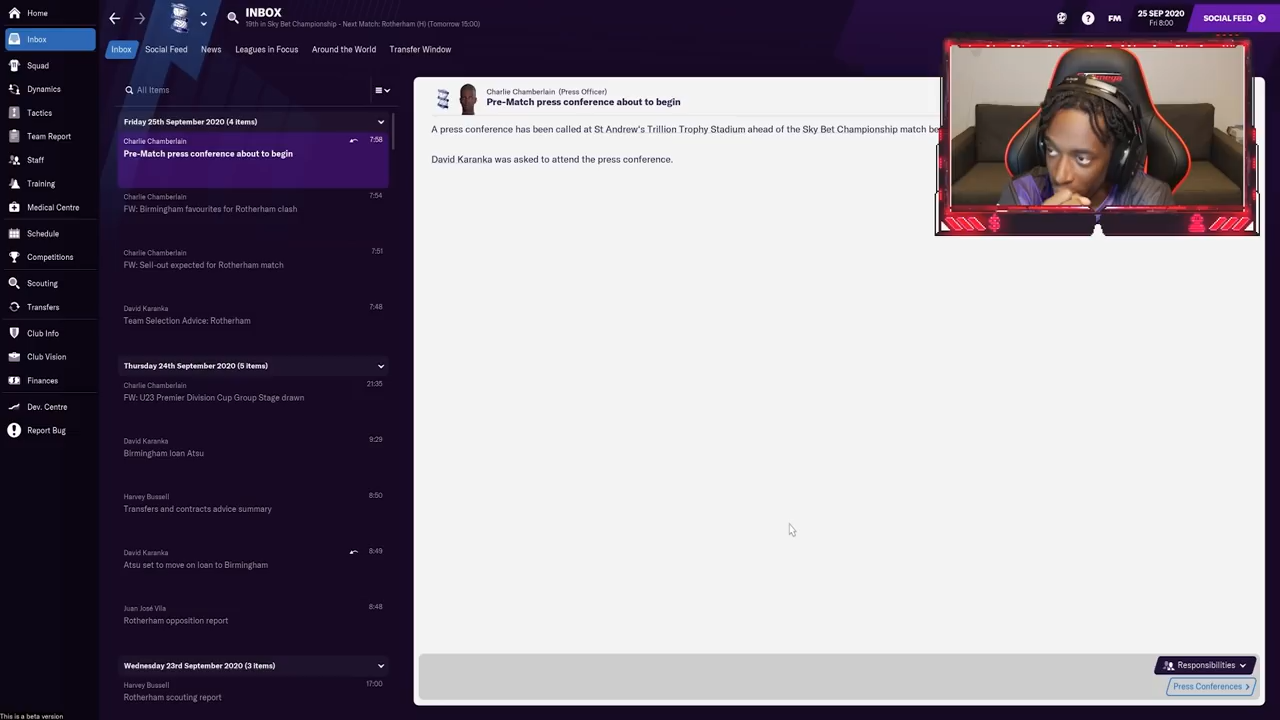 Home
Inbox
Squad
Dynamics
Tactics
Team Report
Staff
Training
Medical Centre
Schedule
Competitions
Scouting
Transfers
Club Info
Club Vision
Finances
Dev. Centre
Report Bug
This is a beta version
INBOX
19th in Sky Bet Championship - Next Match: Rotherham (H) (Tomorrow 15:00)
FM
25 SEP 2020
Fri 8:00
SOCIAL FEED
Inbox
Social Feed
News
Leagues in Focus
Around the World
Transfer Window
All Items
Friday 25th September 2020 (4 items)
Charlie Chamberlain 7:58
Pre-Match press conference about to begin
Charlie Chamberlain 7:54
FW: Birmingham favourites for Rotherham clash
Charlie Chamberlain 7:51
FW: Sell-out expected for Rotherham match
David Karanka 7:48
Team Selection Advice: Rotherham
Thursday 24th September 2020 (5 items)
Charlie Chamberlain 21:35
FW: U23 Premier Division Cup Group Stage drawn
David Karanka 9:29
Birmingham loan Atsu
Harvey Bussell 8:50
Transfers and contracts advice summary
David Karanka 8:49
Atsu set to move on loan to Birmingham
Juan José Vila 8:48
Rotherham opposition report
Wednesday 23rd September 2020 (3 items)
Harvey Bussell 17:00
Rotherham scouting report
Charlie Chamberlain (Press Officer)
Pre-Match press conference about to begin
A press conference has been called at St Andrew's Trillion Trophy Stadium ahead of the Sky Bet Championship match be
David Karanka was asked to attend the press conference.
Responsibilities
Press Conferences